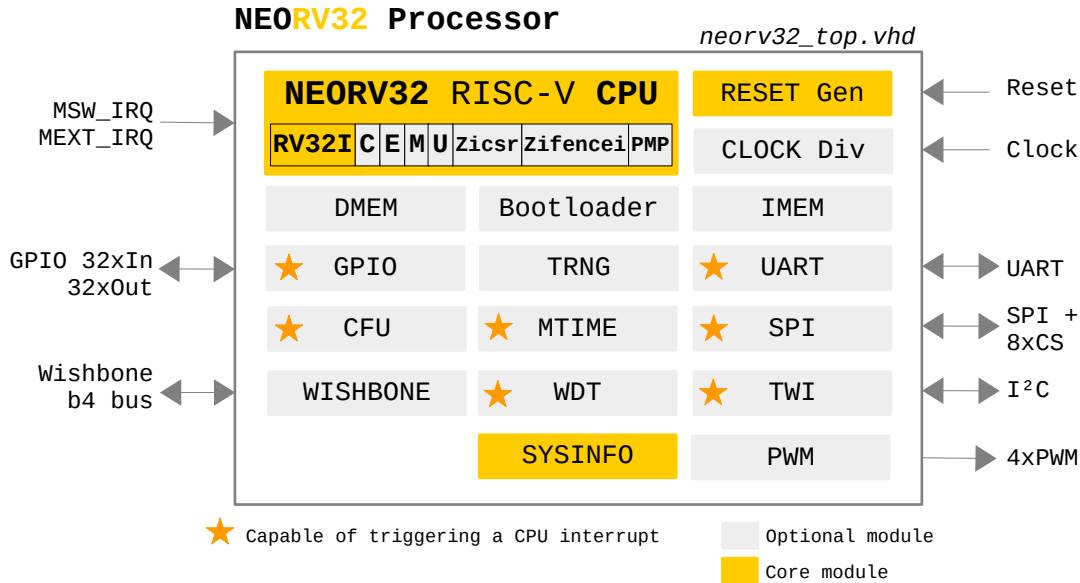 NEORV32 Processor
neorv32_top.vhd
NEORV32 RISC-V CPU
RV32I C E M U Zicsr Zifencei PMP
RESET Gen
Reset
MSW_IRQ
MEXT_IRQ
CLOCK Div
Clock
DMEM
Bootloader
IMEM
GPIO 32xIn
32xOut
GPIO
TRNG
UART
UART
CFU
MTIME
SPI
SPI +
8xCS
Wishbone
b4 bus
WISHBONE
WDT
TWI
I²C
SYSINFO
PWM
4xPWM
Capable of triggering a CPU interrupt
Optional module
Core module